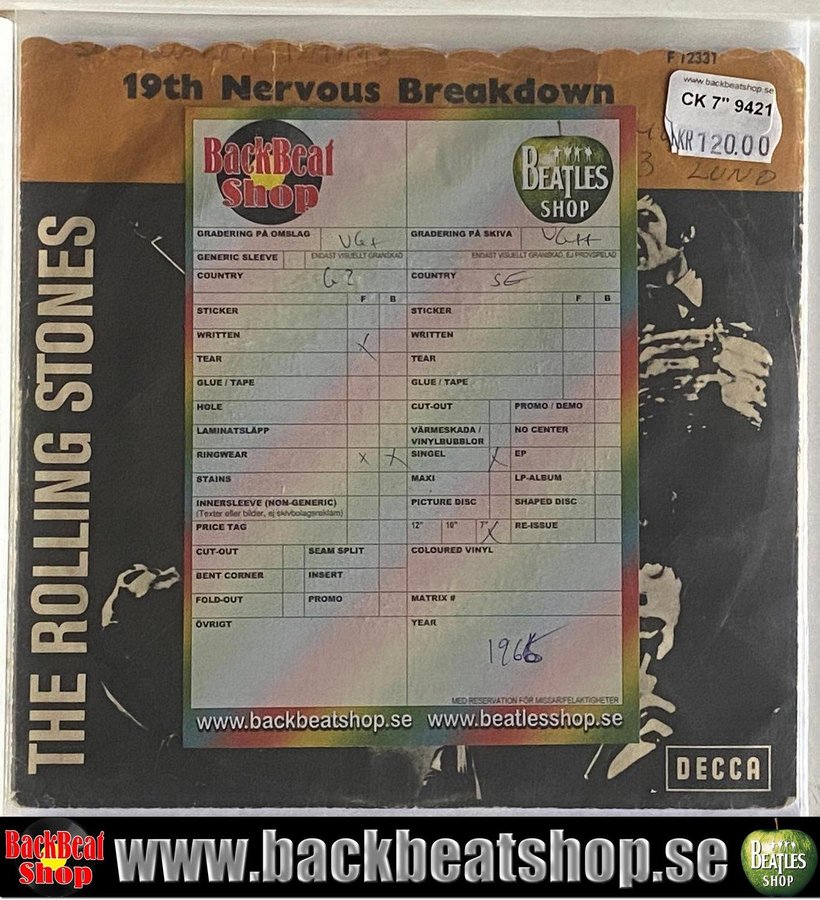 F 12331
19th Nervous Breakdown
www.backbeatshop.se
CK 7" 9421
KR 120.00
LUND
THE ROLLING STONES
BackBeat
Shop
BEATLES
SHOP
GRADERING PÅ OMSLAG VG+
GRADERING PÅ SKIVA VG++
GENERIC SLEEVE ENDAST VISUELLT GRANSKAD
ENDAST VISUELLT GRANSKAD, EJ PROVSPELAD
COUNTRY
COUNTRY SE
F B
F B
STICKER
STICKER
WRITTEN X
WRITTEN
TEAR
TEAR
GLUE / TAPE
GLUE / TAPE
HOLE
CUT-OUT
PROMO / DEMO
LAMINATSLÄPP
VÄRMESKADA /
VINYLBUBBLOR
NO CENTER
RINGWEAR X X
SINGEL X
EP
STAINS
MAXI
LP-ALBUM
INNERSLEEVE (NON-GENERIC)
(Texter eller bilder, ej skivbolagsreklam)
PICTURE DISC
SHAPED DISC
PRICE TAG
12" 10" 7" X
RE-ISSUE
CUT-OUT
SEAM SPLIT
COLOURED VINYL
BENT CORNER
INSERT
FOLD-OUT
PROMO
MATRIX #
ÖVRIGT
YEAR
1966
MED RESERVATION FÖR MISSAR/FELAKTIGHETER
www.backbeatshop.se www.beatlesshop.se
DECCA
BackBeat
Shop
www.backbeatshop.se
BEATLES
SHOP